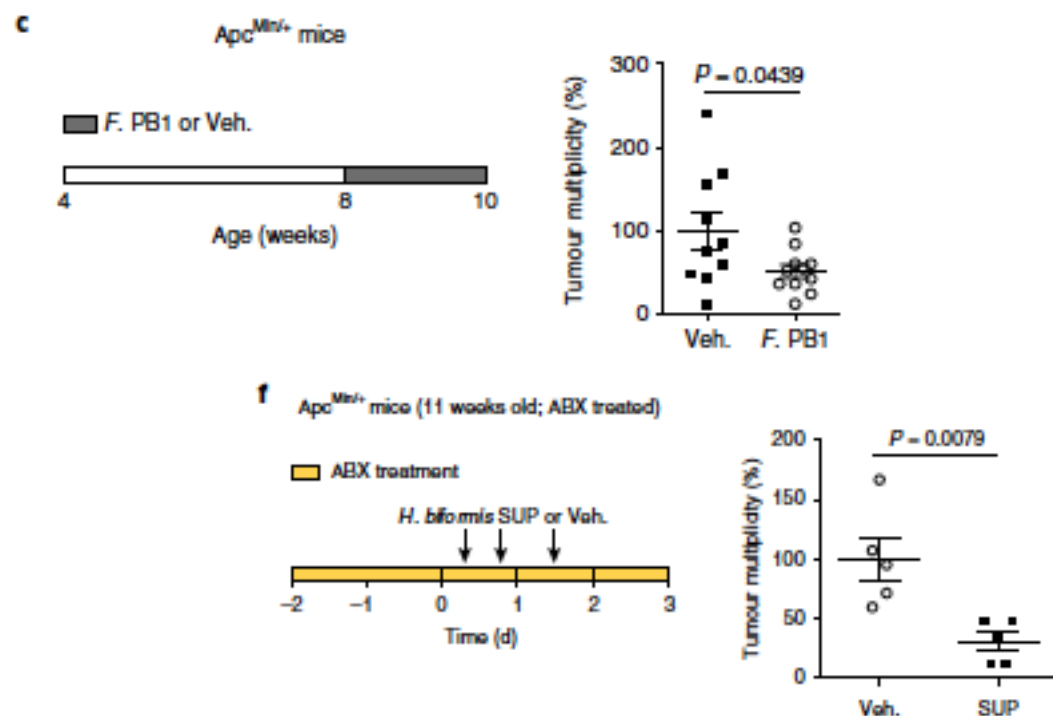 c
Apc^Min/+ mice
F. PB1 or Veh.
4 8 10
Age (weeks)
Tumour multiplicity (%)
300
200
100
0
P = 0.0439
Veh. F. PB1
f
Apc^Min/+ mice (11 weeks old; ABX treated)
ABX treatment
H. biformis SUP or Veh.
−2 −1 0 1 2 3
Time (d)
Tumour multiplicity (%)
200
150
100
50
0
P = 0.0079
Veh. SUP